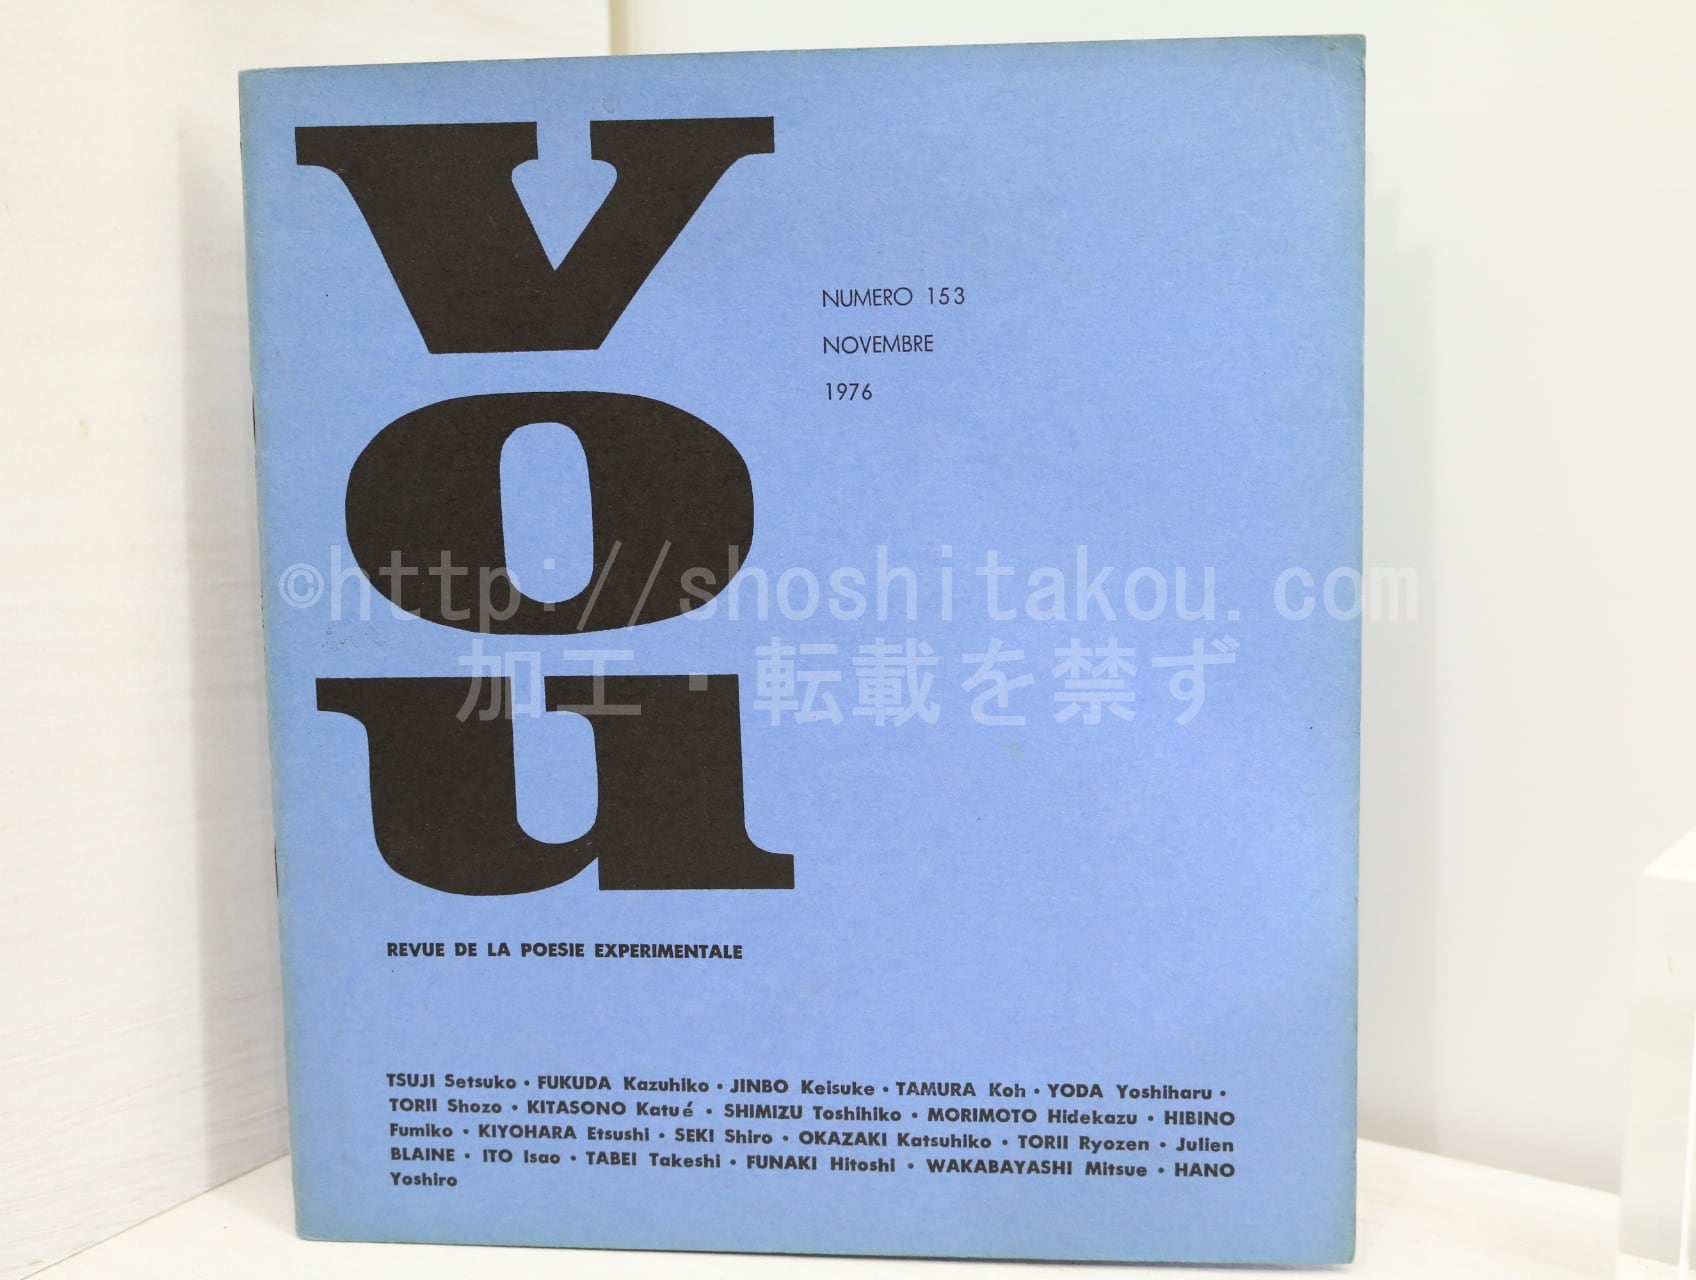 vou
NUMERO 153
NOVEMBRE
1976
©http://shoshitakou.com
加工・転載を禁ず
REVUE DE LA POESIE EXPERIMENTALE
TSUJI Setsuko • FUKUDA Kazuhiko • JINBO Keisuke • TAMURA Koh • YODA Yoshiharu •
TORII Shozo • KITASONO Katué • SHIMIZU Toshihiko • MORIMOTO Hidekazu • HIBINO
Fumiko • KIYOHARA Etsushi • SEKI Shiro • OKAZAKI Katsuhiko • TORII Ryozen • Julien
BLAINE • ITO Isao • TABEI Takeshi • FUNAKI Hitoshi • WAKABAYASHI Mitsue • HANO
Yoshiro